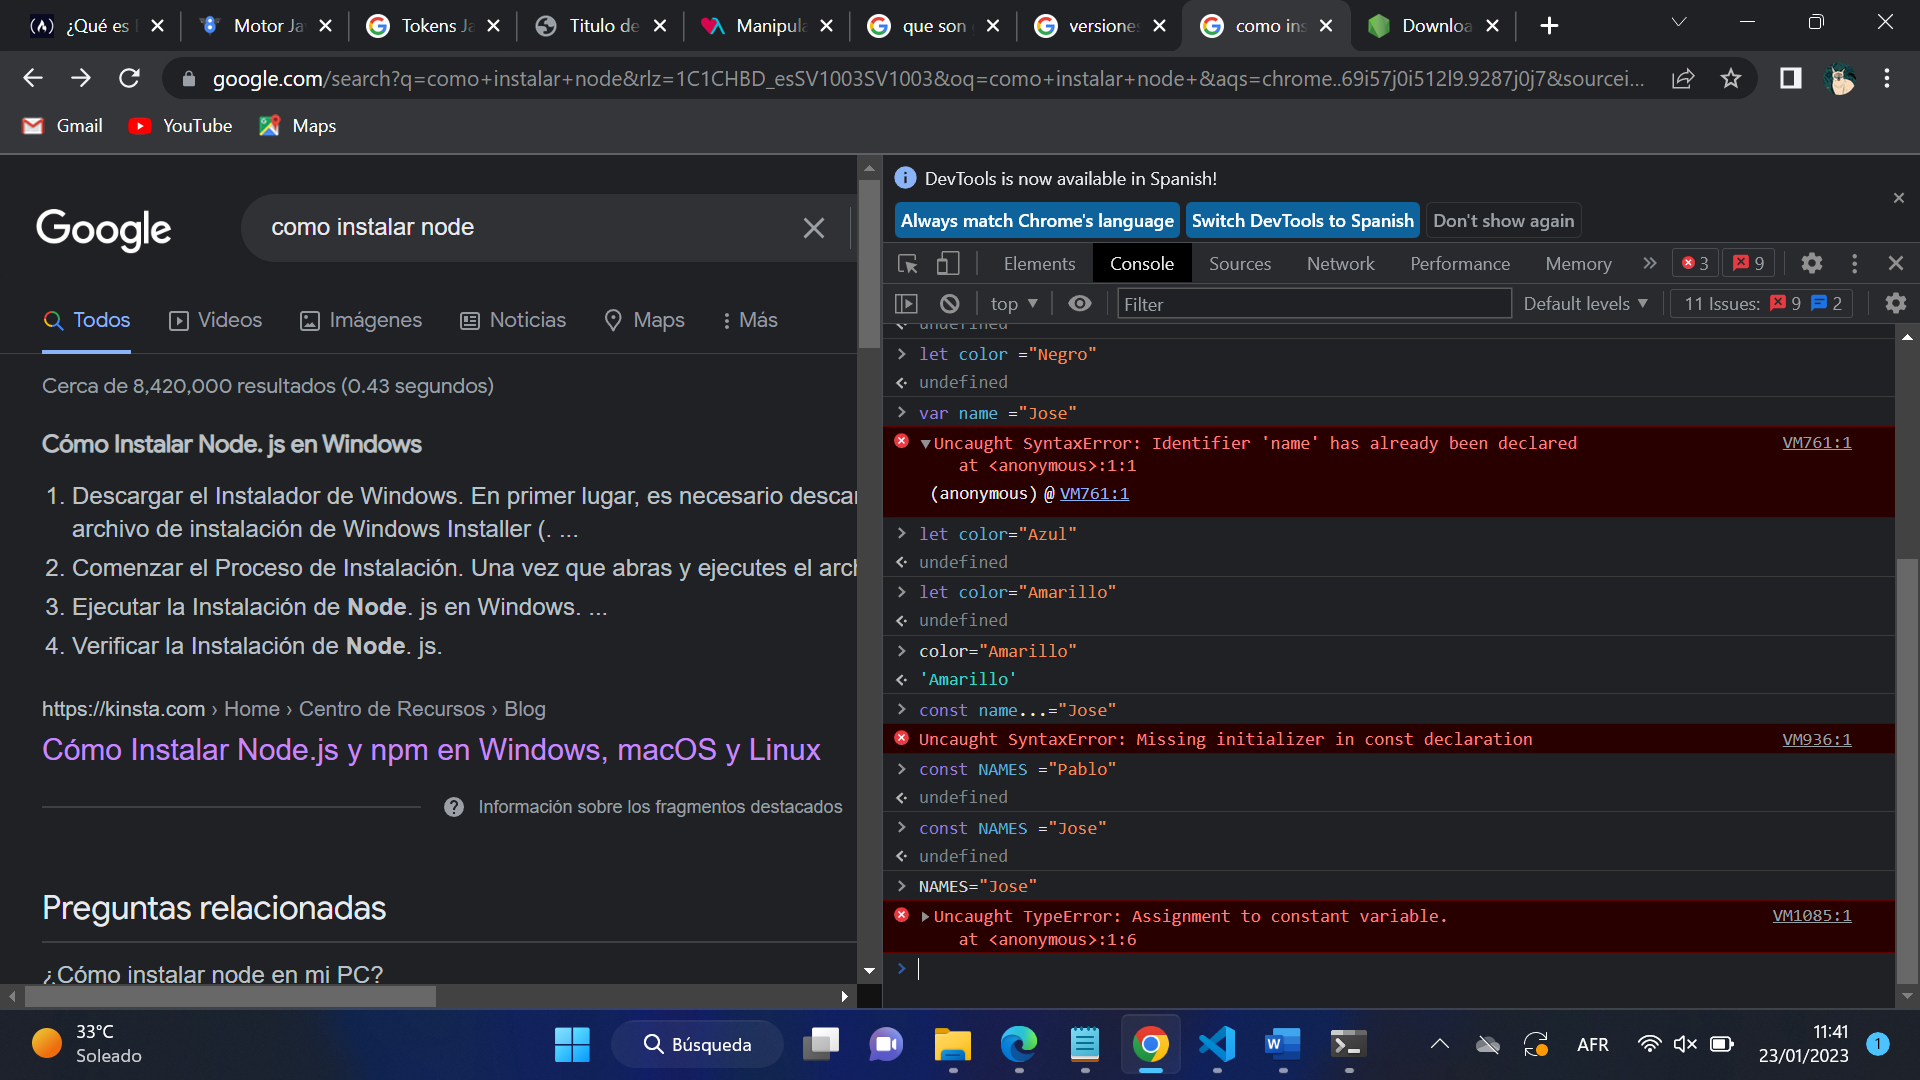 ¿Qué es
Motor Ja
Tokens Ja
Titulo de
Manipula
que son
versiones
como ins
Downloa
google.com/search?q=como+instalar+node&rlz=1C1CHBD_esSV1003SV1003&oq=como+instalar+node+&aqs=chrome..69i57j0i512l9.9287j0j7&sourcei...
Gmail
YouTube
Maps
Google
como instalar node
Todos
Videos
Imágenes
Noticias
Maps
Más
Cerca de 8,420,000 resultados (0.43 segundos)
Cómo Instalar Node. js en Windows
1. Descargar el Instalador de Windows. En primer lugar, es necesario descar
archivo de instalación de Windows Installer (. ...
2. Comenzar el Proceso de Instalación. Una vez que abras y ejecutes el arch
3. Ejecutar la Instalación de Node. js en Windows. ...
4. Verificar la Instalación de Node. js.
https://kinsta.com › Home › Centro de Recursos › Blog
Cómo Instalar Node.js y npm en Windows, macOS y Linux
Información sobre los fragmentos destacados
Preguntas relacionadas
¿Cómo instalar node en mi PC?
DevTools is now available in Spanish!
Always match Chrome's language
Switch DevTools to Spanish
Don't show again
Elements
Console
Sources
Network
Performance
Memory
3
9
top
Filter
Default levels
11 Issues: 9 2
undefined
let color ="Negro"
undefined
var name ="Jose"
Uncaught SyntaxError: Identifier 'name' has already been declared VM761:1
at <anonymous>:1:1
(anonymous) @ VM761:1
let color="Azul"
undefined
let color="Amarillo"
undefined
color="Amarillo"
'Amarillo'
const name...="Jose"
Uncaught SyntaxError: Missing initializer in const declaration VM936:1
const NAMES ="Pablo"
undefined
const NAMES ="Jose"
undefined
NAMES="Jose"
Uncaught TypeError: Assignment to constant variable. VM1085:1
at <anonymous>:1:6
33°C
Soleado
Búsqueda
AFR
11:41
23/01/2023
1